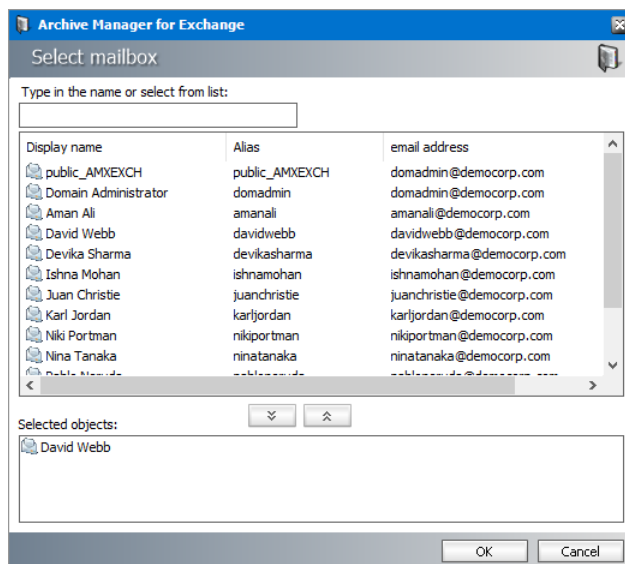 Archive Manager for Exchange
Select mailbox
Type in the name or select from list:
Display name Alias email address
public_AMXEXCH public_AMXEXCH domadmin@democorp.com
Domain Administrator domadmin domadmin@democorp.com
Aman Ali amanali amanali@democorp.com
David Webb davidwebb davidwebb@democorp.com
Devika Sharma devikasharma devikasharma@democorp.com
Ishna Mohan ishnamohan ishnamohan@democorp.com
Juan Christie juanchristie juanchristie@democorp.com
Karl Jordan karljordan karljordan@democorp.com
Niki Portman nikiportman nikiportman@democorp.com
Nina Tanaka ninatanaka ninatanaka@democorp.com
Selected objects:
David Webb
OK Cancel